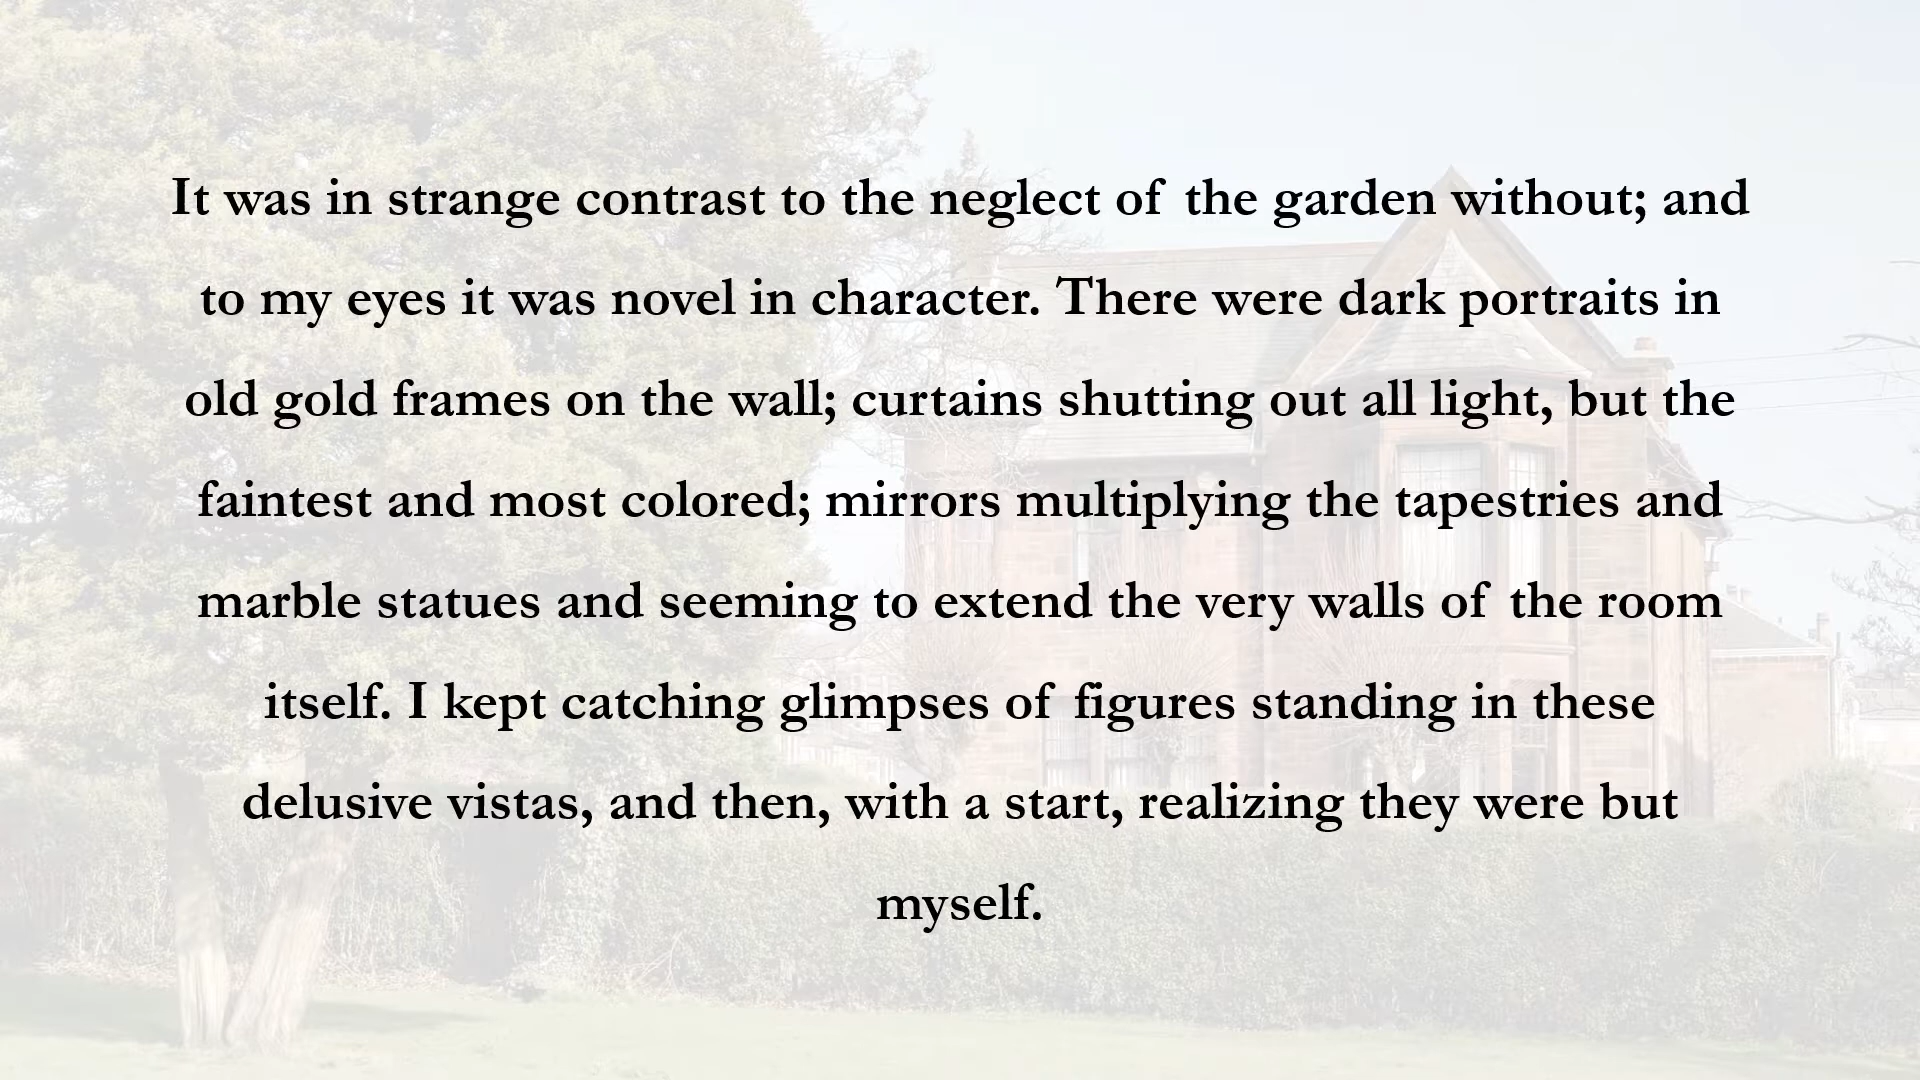 It was in strange contrast to the neglect of the garden without; and
to my eyes it was novel in character. There were dark portraits in
old gold frames on the wall; curtains shutting out all light, but the
faintest and most colored; mirrors multiplying the tapestries and
marble statues and seeming to extend the very walls of the room
itself. I kept catching glimpses of figures standing in these
delusive vistas, and then, with a start, realizing they were but
myself.